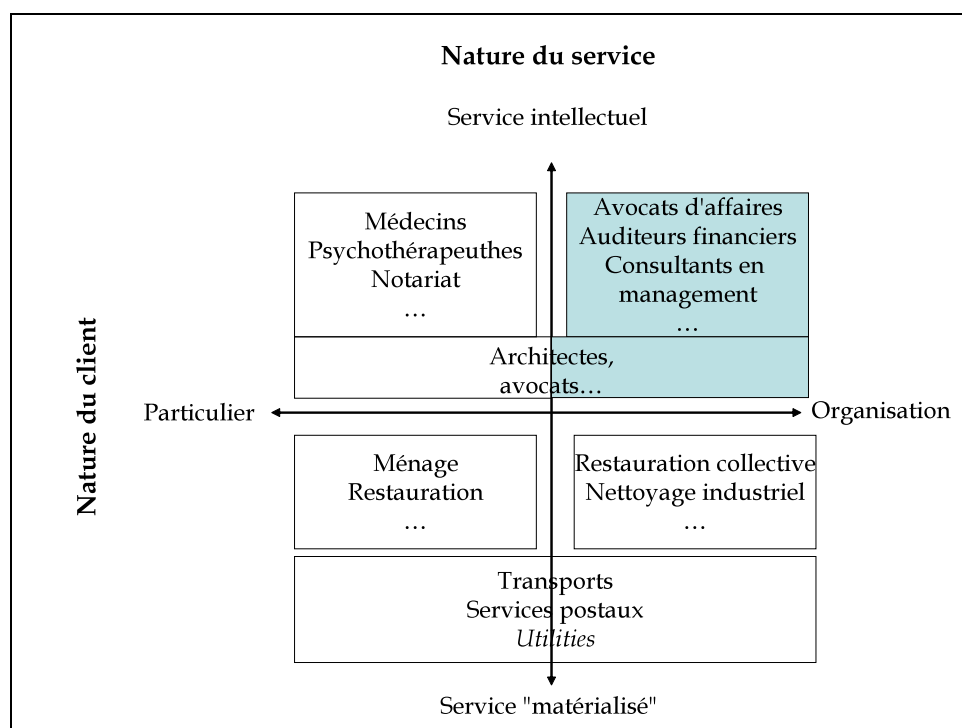 Nature du service
Service intellectuel
Médecins
Psychothérapeuthes
Notariat
…
Avocats d'affaires
Auditeurs financiers
Consultants en
management
…
Architectes,
avocats…
Nature du client
Particulier
Organisation
Ménage
Restauration
…
Restauration collective
Nettoyage industriel
…
Transports
Services postaux
Utilities
Service "matérialisé"